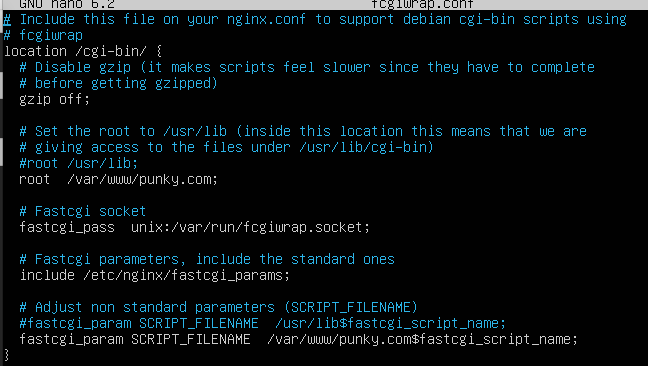 GNU nano 6.2 fcgiwrap.conf
# Include this file on your nginx.conf to support debian cgi-bin scripts using
# fcgiwrap
location /cgi-bin/ {
  # Disable gzip (it makes scripts feel slower since they have to complete
  # before getting gzipped)
  gzip off;

  # Set the root to /usr/lib (inside this location this means that we are
  # giving access to the files under /usr/lib/cgi-bin)
  #root /usr/lib;
  root  /var/www/punky.com;

  # Fastcgi socket
  fastcgi_pass  unix:/var/run/fcgiwrap.socket;

  # Fastcgi parameters, include the standard ones
  include /etc/nginx/fastcgi_params;

  # Adjust non standard parameters (SCRIPT_FILENAME)
  #fastcgi_param SCRIPT_FILENAME  /usr/lib$fastcgi_script_name;
  fastcgi_param SCRIPT_FILENAME  /var/www/punky.com$fastcgi_script_name;
}